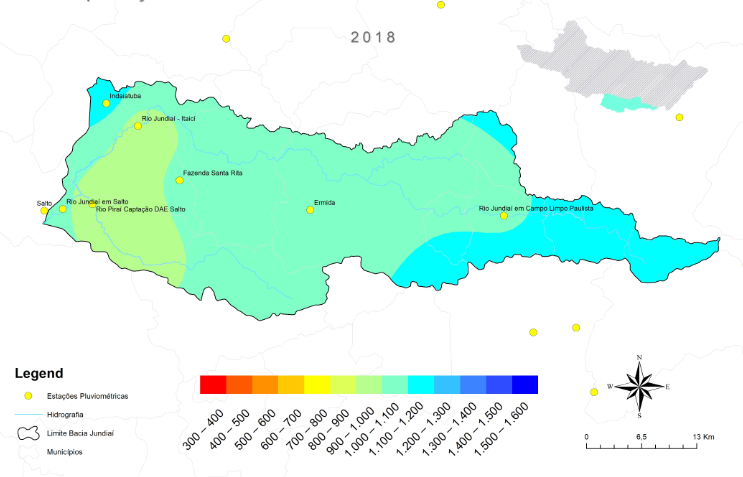 2018
Indaiatuba
Rio Jundiaí - Itaici
Fazenda Santa Rita
Salto
Rio Jundiaí em Salto
Rio Piraí Captação DAE Salto
Ermida
Rio Jundiaí em Campo Limpo Paulista
Legend
Estações Pluviométricas
Hidrografia
Limite Bacia Jundiaí
Municípios
300 – 400
400 – 500
500 – 600
600 – 700
700 – 800
800 – 900
900 – 1.000
1.000 – 1.100
1.100 – 1.200
1.200 – 1.300
1.300 – 1.400
1.400 – 1.500
1.500 – 1.600
N
W
E
S
0 6,5 13 Km